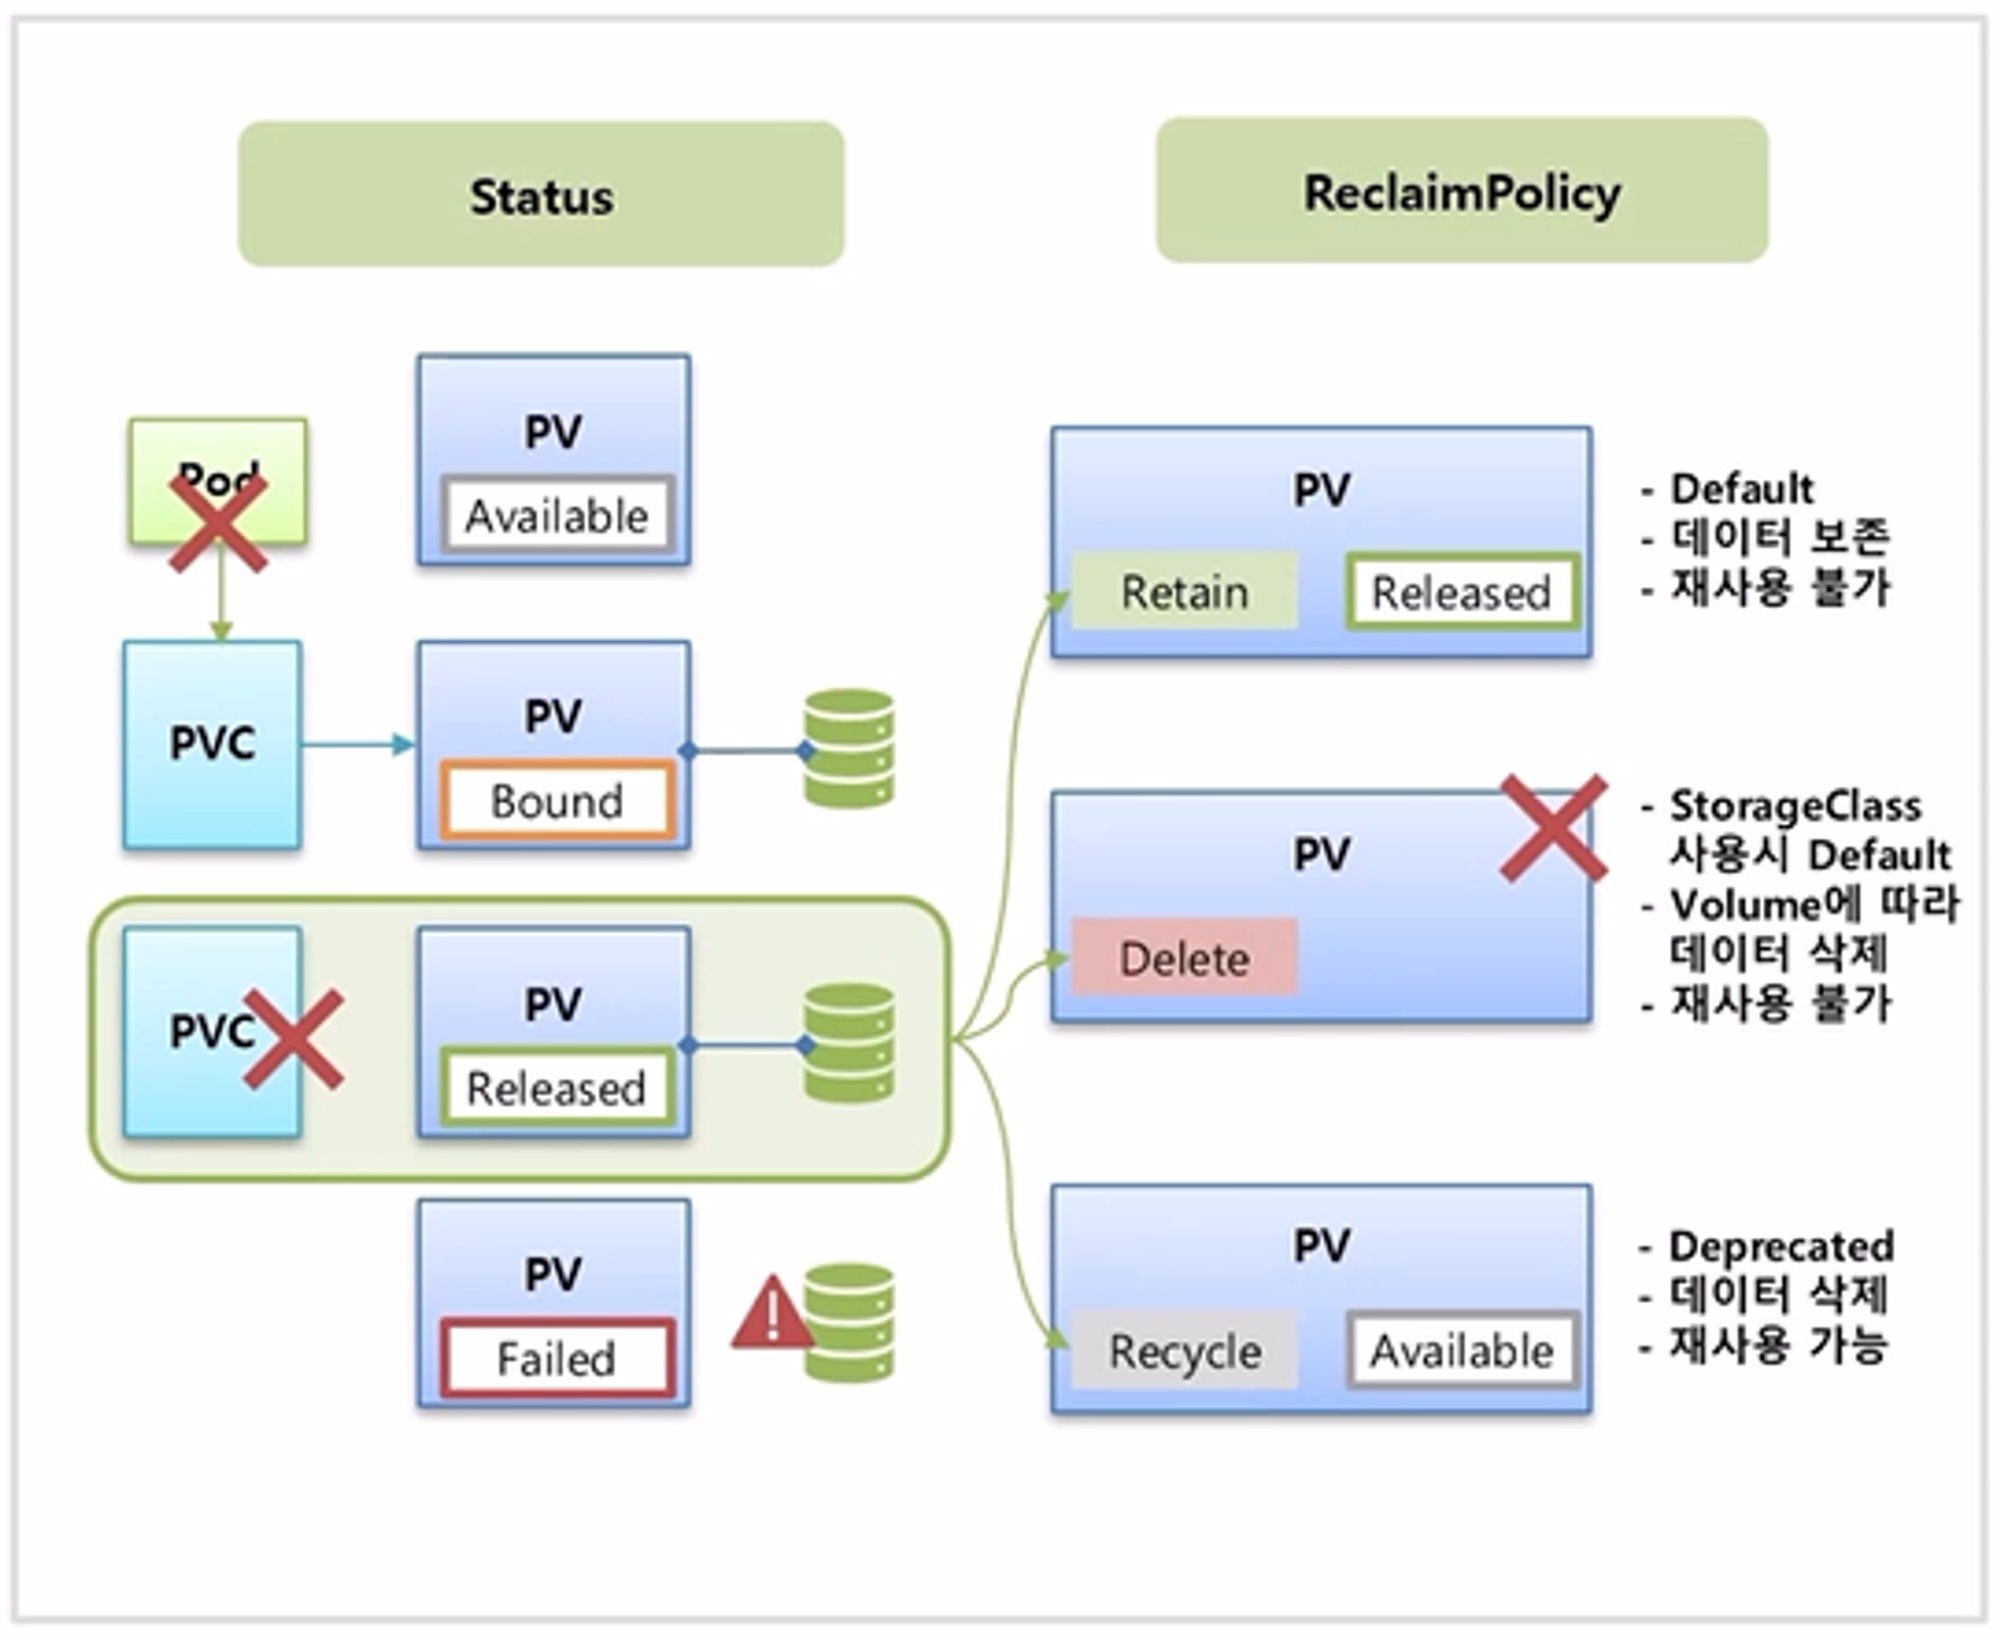 Status
PV
Available
Pod
PVC
PV
Bound
PVC
PV
Released
PV
Failed
ReclaimPolicy
PV
Retain
Released
- Default
- 데이터 보존
- 재사용 불가
PV
Delete
- StorageClass
사용시 Default
- Volume에 따라
데이터 삭제
- 재사용 불가
PV
Recycle
Available
- Deprecated
- 데이터 삭제
- 재사용 가능